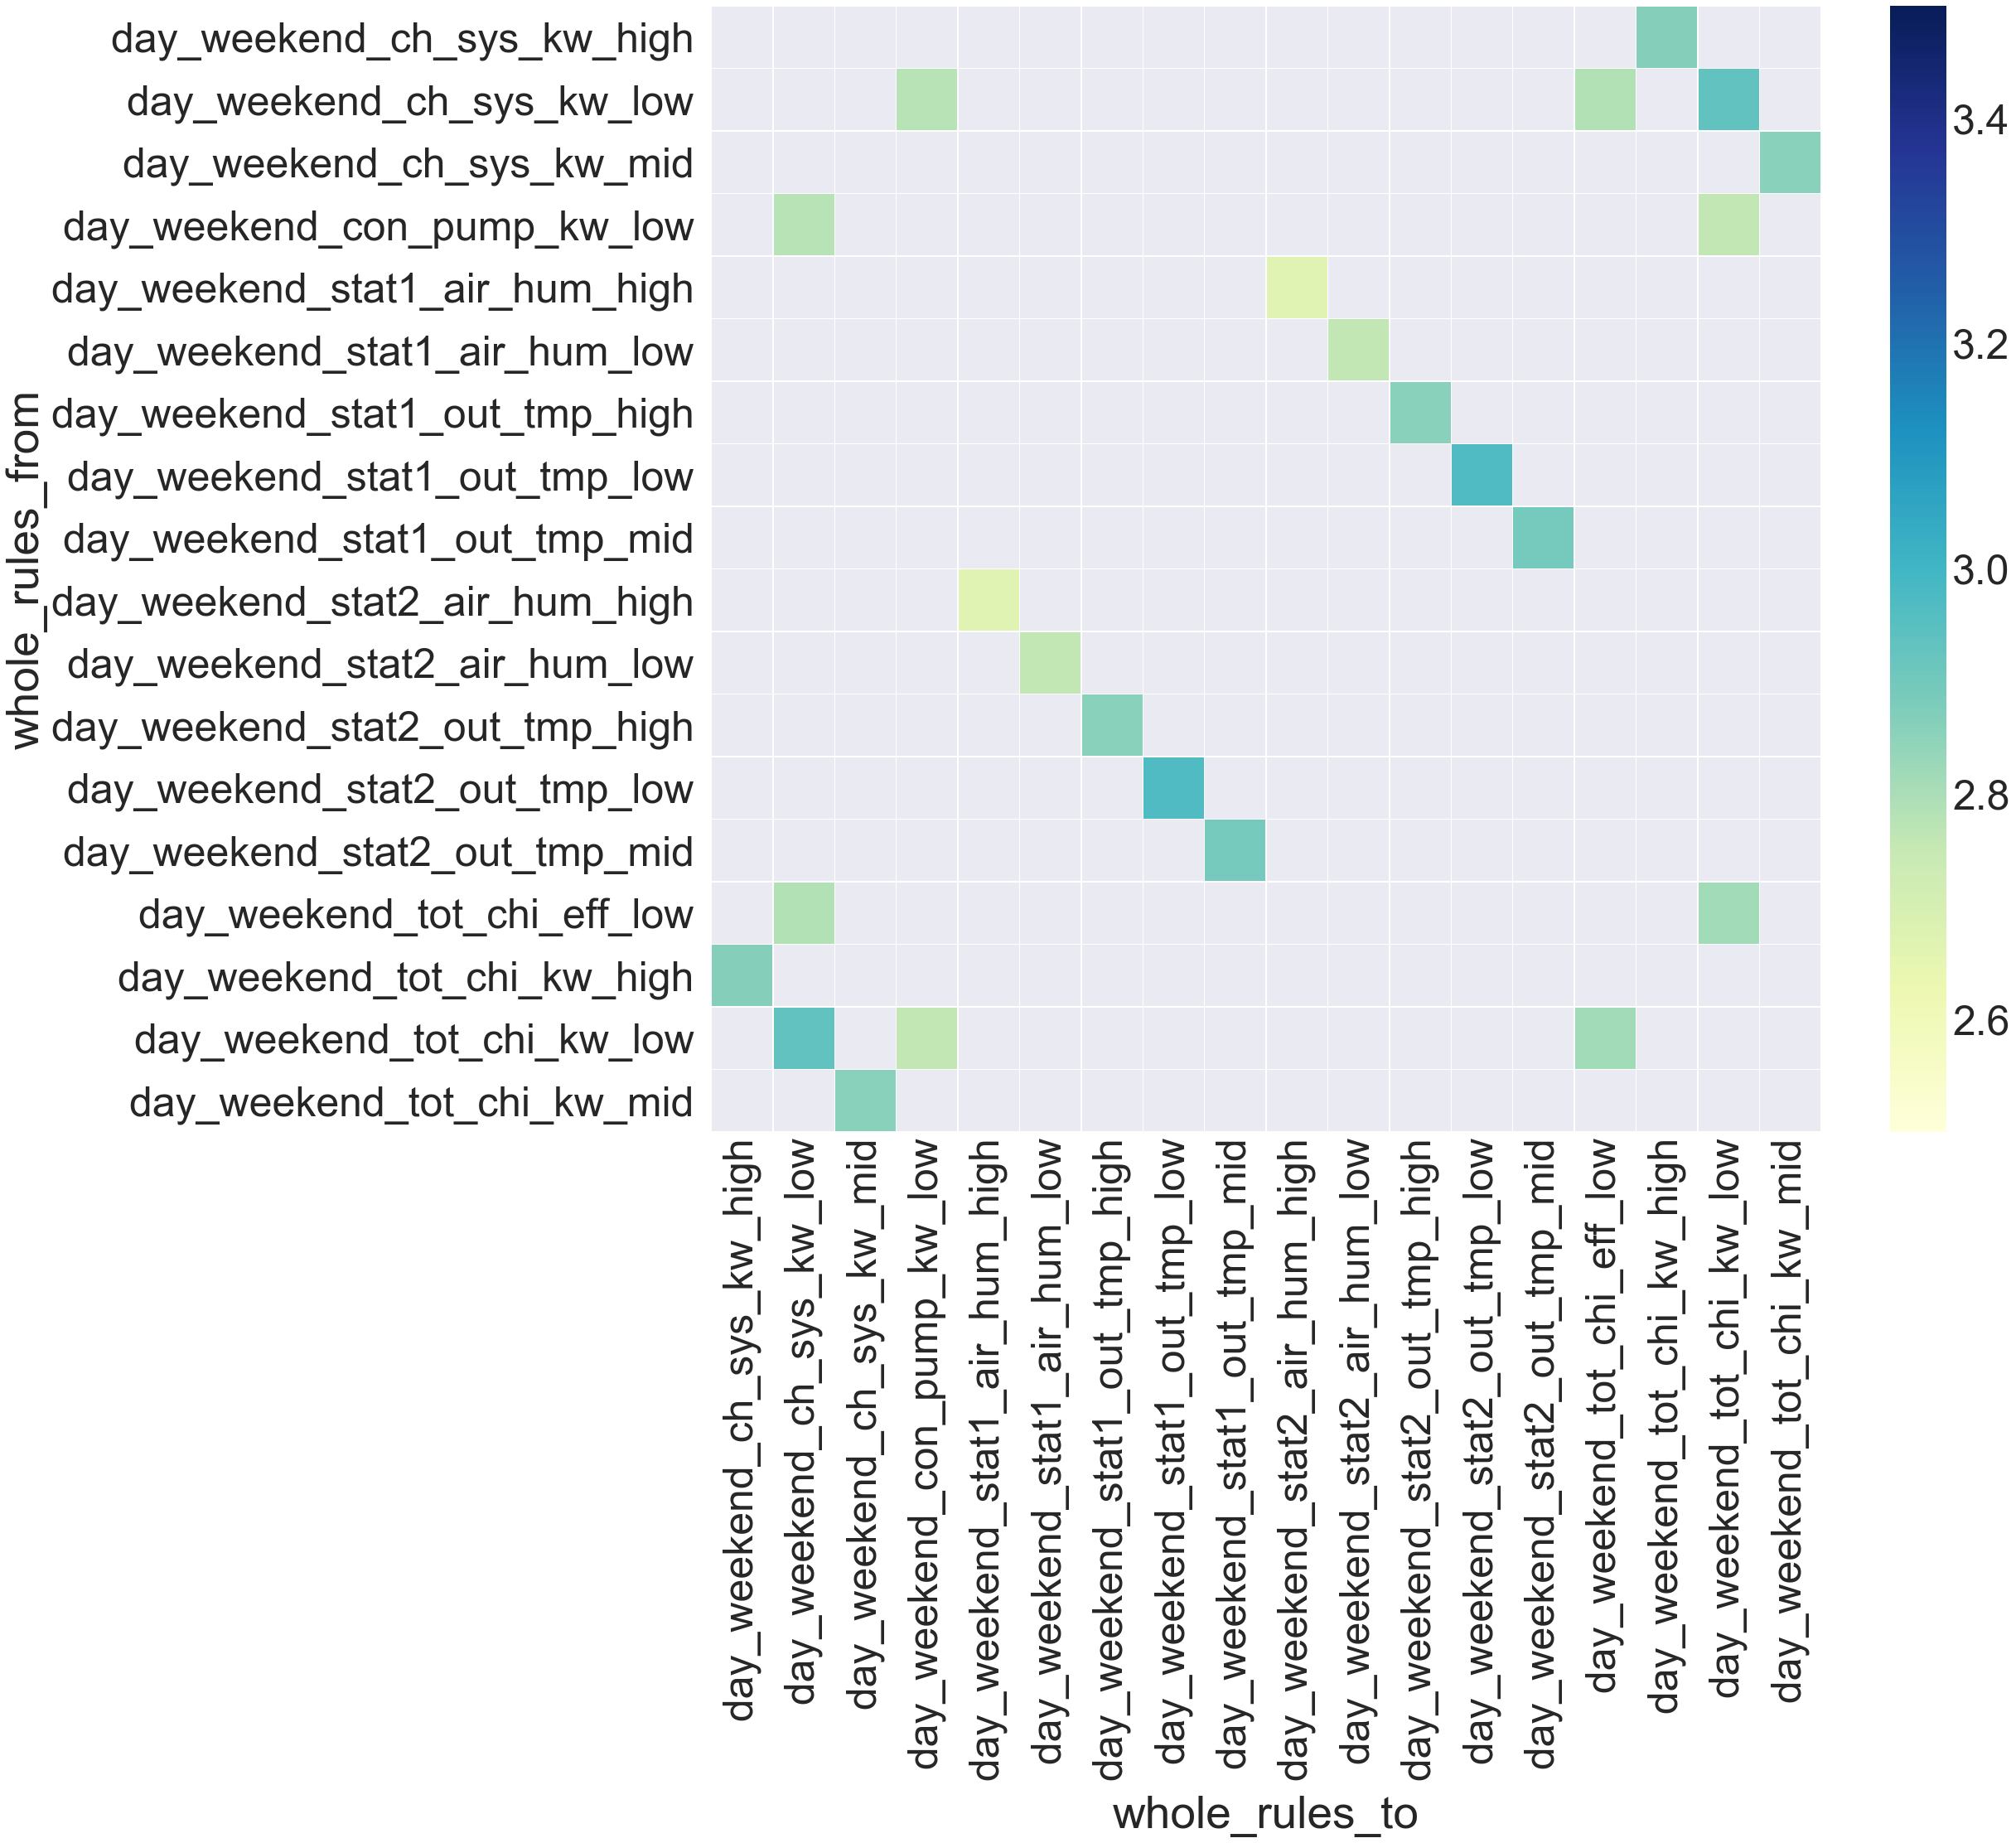 whole_rules_from
day_weekend_ch_sys_kw_high
day_weekend_ch_sys_kw_low
day_weekend_ch_sys_kw_mid
day_weekend_con_pump_kw_low
day_weekend_stat1_air_hum_high
day_weekend_stat1_air_hum_low
day_weekend_stat1_out_tmp_high
day_weekend_stat1_out_tmp_low
day_weekend_stat1_out_tmp_mid
day_weekend_stat2_air_hum_high
day_weekend_stat2_air_hum_low
day_weekend_stat2_out_tmp_high
day_weekend_stat2_out_tmp_low
day_weekend_stat2_out_tmp_mid
day_weekend_tot_chi_eff_low
day_weekend_tot_chi_kw_high
day_weekend_tot_chi_kw_low
day_weekend_tot_chi_kw_mid
3.4
3.2
3.0
2.8
2.6
day_weekend_ch_sys_kw_high
day_weekend_ch_sys_kw_low
day_weekend_ch_sys_kw_mid
day_weekend_con_pump_kw_low
day_weekend_stat1_air_hum_high
day_weekend_stat1_air_hum_low
day_weekend_stat1_out_tmp_high
day_weekend_stat1_out_tmp_low
day_weekend_stat1_out_tmp_mid
day_weekend_stat2_air_hum_high
day_weekend_stat2_air_hum_low
day_weekend_stat2_out_tmp_high
day_weekend_stat2_out_tmp_low
day_weekend_stat2_out_tmp_mid
day_weekend_tot_chi_eff_low
day_weekend_tot_chi_kw_high
day_weekend_tot_chi_kw_low
day_weekend_tot_chi_kw_mid
whole_rules_to